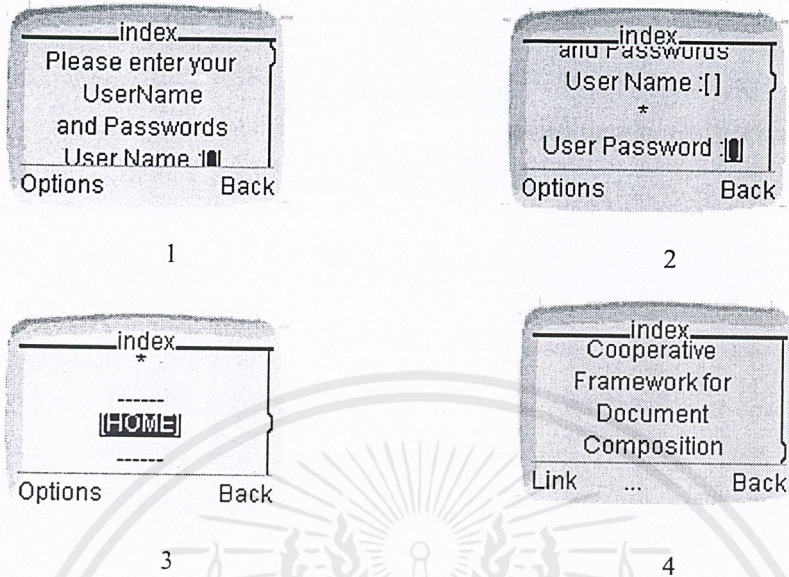 index
Please enter your
UserName
and Passwords
User Name :[]
Options Back
1
index
and Passwords
User Name :[]
*
User Password :[]
Options Back
2
index
*
------
[HOME]
------
Options Back
3
index
Cooperative
Framework for
Document
Composition
Link ... Back
4